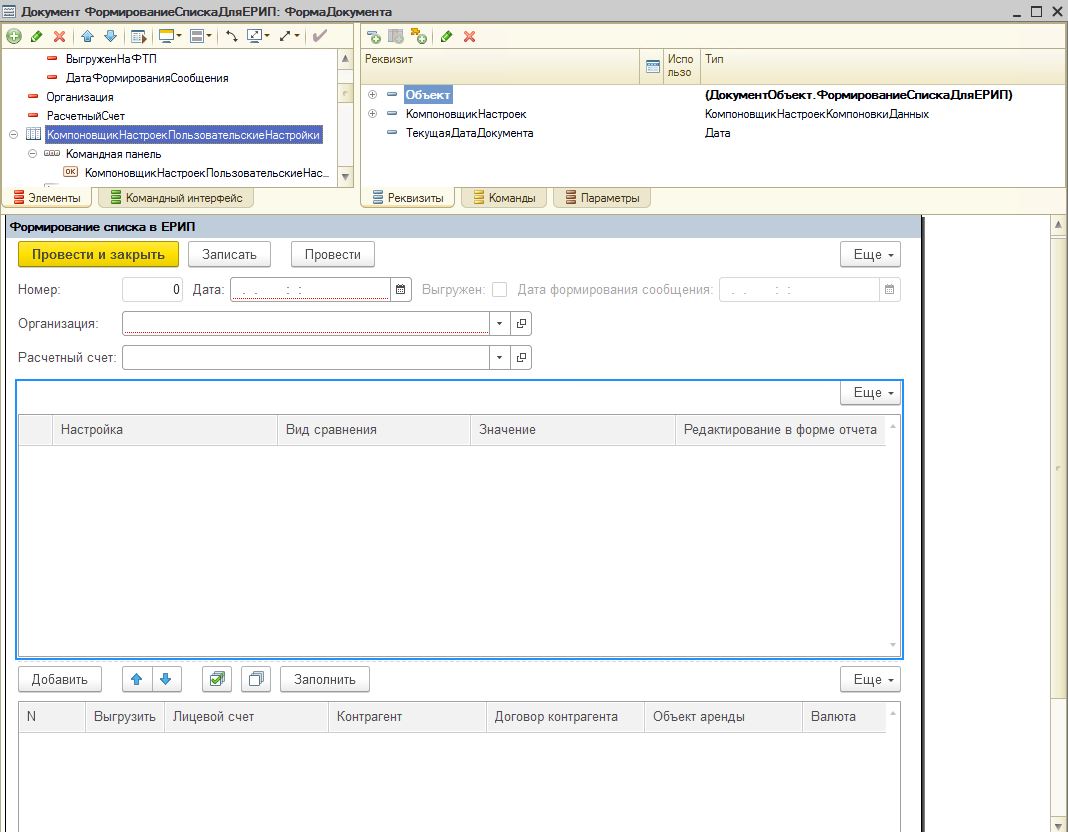 Документ ФормированиеСпискаДляЕРИП: ФормаДокумента
ВыгруженНаФТП
ДатаФормированияСообщения
Организация
РасчетныйСчет
КомпоновщикНастроекПользовательскиеНастройки
Командная панель
OK КомпоновщикНастроекПользовательскиеНас...
Элементы Командный интерфейс
Реквизит Испо льзо Тип
Объект (ДокументОбъект.ФормированиеСпискаДляЕРИП)
КомпоновщикНастроек КомпоновщикНастроекКомпоновкиДанных
ТекущаяДатаДокумента Дата
Реквизиты Команды Параметры
Формирование списка в ЕРИП
Провести и закрыть Записать Провести Еще
Номер: 0 Дата: . . : : Выгружен: Дата формирования сообщения: . . : :
Организация:
Расчетный счет:
Еще
Настройка Вид сравнения Значение Редактирование в форме отчета
Добавить Заполнить Еще
N Выгрузить Лицевой счет Контрагент Договор контрагента Объект аренды Валюта